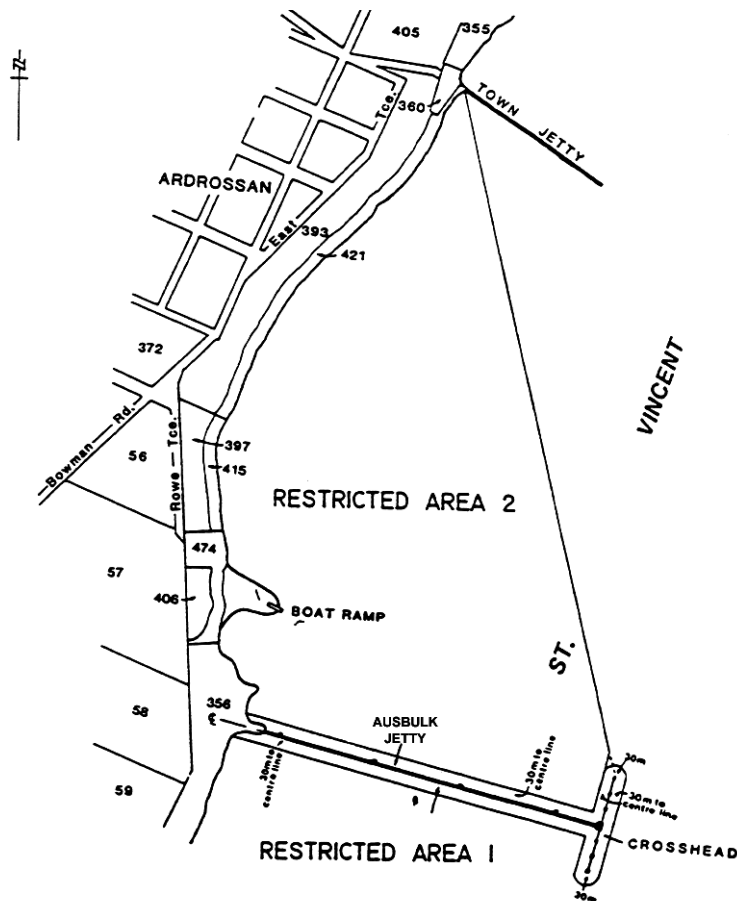 405
355
Z
360
Tce.
TOWN JETTY
ARDROSSAN
East
393
421
372
VINCENT
Bowman Rd.
56
Rowe Tce.
397
415
RESTRICTED AREA 2
474
57
406
BOAT RAMP
ST.
58
356
AUSBULK
JETTY
30m to
centre line
30m to
centre line
30m
30m to
centre line
59
CROSSHEAD
RESTRICTED AREA 1
30m